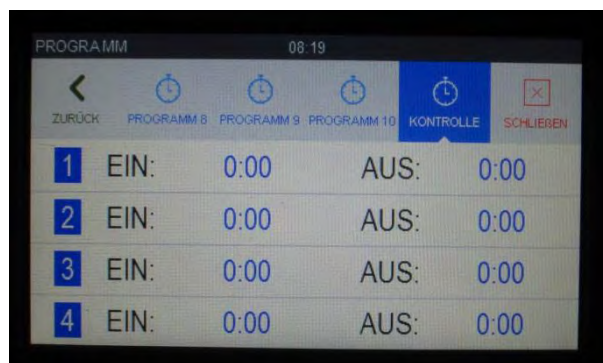 PROGRAMM 08:19
ZURÜCK PROGRAMM 8 PROGRAMM 9 PROGRAMM 10 KONTROLLE SCHLIEßEN
1 EIN: 0:00 AUS: 0:00
2 EIN: 0:00 AUS: 0:00
3 EIN: 0:00 AUS: 0:00
4 EIN: 0:00 AUS: 0:00